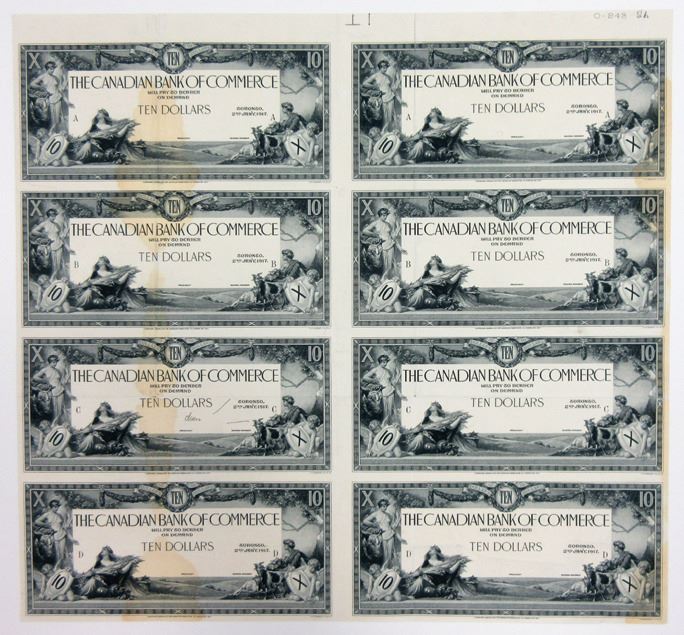 O-848 2h
X TEN 10
THE CANADIAN BANK OF COMMERCE
WILL PAY TO BEARER
ON DEMAND
A TEN DOLLARS TORONTO,
2ND JAN'Y. 1917. A
10 X
X TEN 10
THE CANADIAN BANK OF COMMERCE
WILL PAY TO BEARER
ON DEMAND
A TEN DOLLARS TORONTO,
2ND JAN'Y. 1917. A
10 X
X TEN 10
THE CANADIAN BANK OF COMMERCE
WILL PAY TO BEARER
ON DEMAND
TEN DOLLARS TORONTO,
B 2ND JAN'Y. 1917. B
10 X
X TEN 10
THE CANADIAN BANK OF COMMERCE
WILL PAY TO BEARER
ON DEMAND
TEN DOLLARS TORONTO,
B 2ND JAN'Y. 1917. B
10 X
X TEN 10
THE CANADIAN BANK OF COMMERCE
WILL PAY TO BEARER
ON DEMAND
TEN DOLLARS TORONTO,
C 2ND JAN'Y. 1917. C
10 X
X TEN 10
THE CANADIAN BANK OF COMMERCE
WILL PAY TO BEARER
ON DEMAND
TEN DOLLARS TORONTO,
C 2ND JAN'Y. 1917. C
10 X
X TEN 10
THE CANADIAN BANK OF COMMERCE
WILL PAY TO BEARER
ON DEMAND
TEN DOLLARS TORONTO,
D 2ND JAN'Y. 1917. D
10 X
X TEN 10
THE CANADIAN BANK OF COMMERCE
WILL PAY TO BEARER
ON DEMAND
TEN DOLLARS TORONTO,
D 2ND JAN'Y. 1917. D
10 X